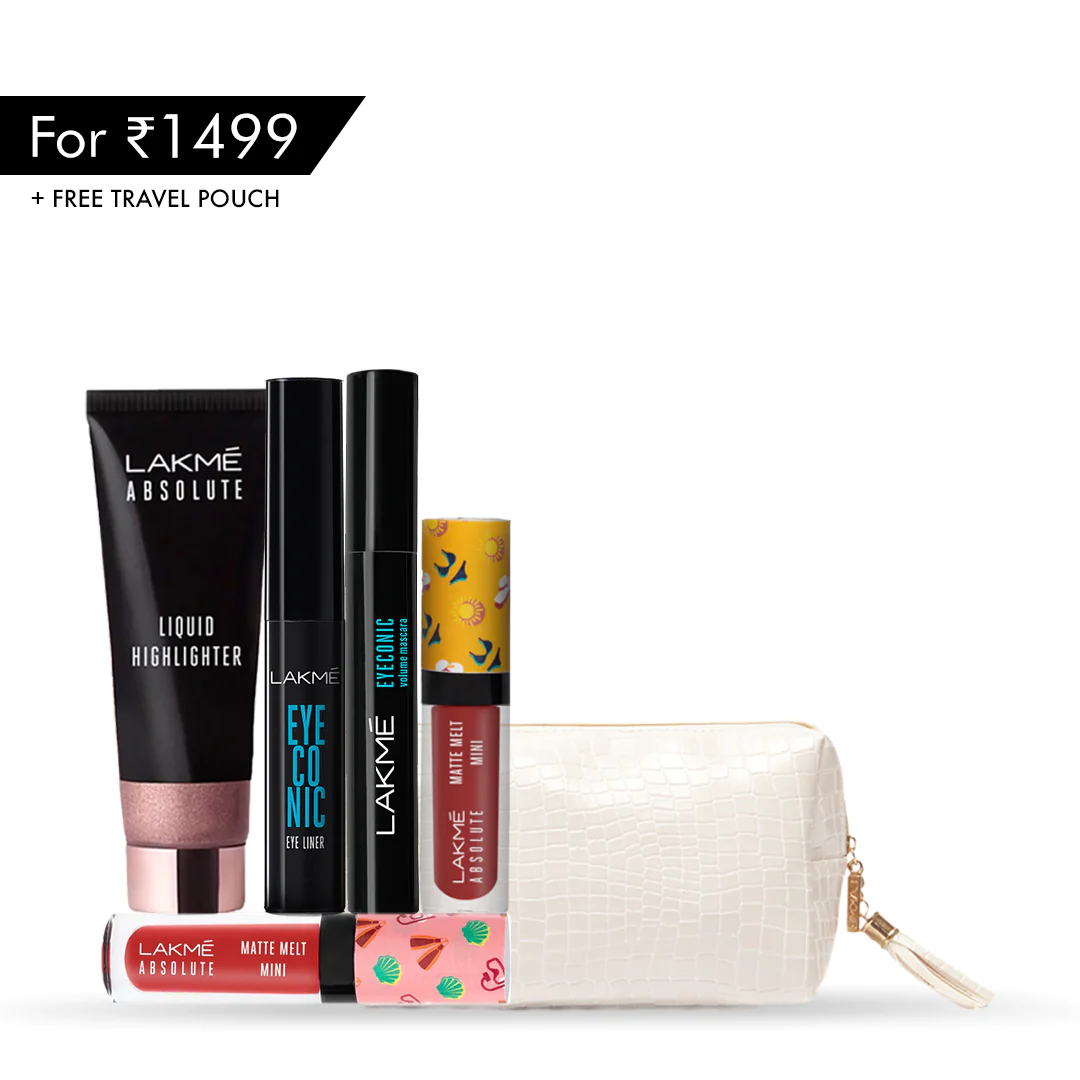 For ₹1499
+ FREE TRAVEL POUCH
LAKMÉ
ABSOLUTE
LIQUID
HIGHLIGHTER
LAKMÉ
EYE
CO
NIC
EYE LINER
EYECONIC
volume mascara
LAKMÉ
MATTE MELT
MINI
LAKMÉ
ABSOLUTE
LAKMÉ
ABSOLUTE
MATTE MELT
MINI